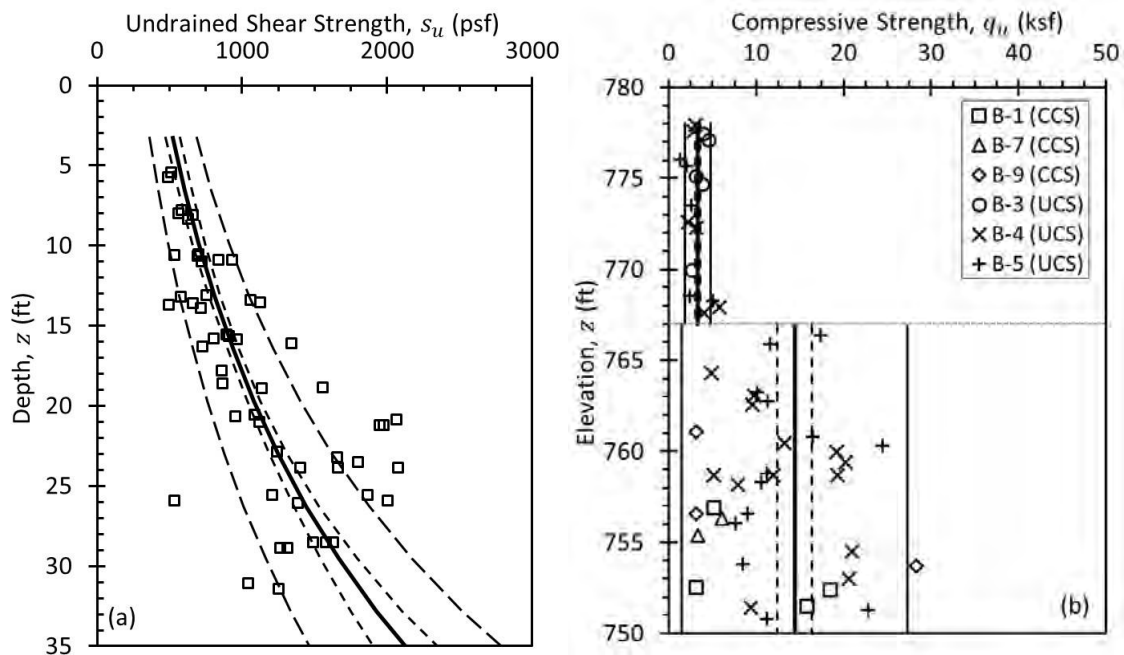 Undrained Shear Strength, s_u (psf)
0 1000 2000 3000
0
5
10
15
20
25
30
35
Depth, z (ft)
(a)
Compressive Strength, q_u (ksf)
0 10 20 30 40 50
780
775
770
765
760
755
750
Elevation, z (ft)
B-1 (CCS)
B-7 (CCS)
B-9 (CCS)
B-3 (UCS)
B-4 (UCS)
B-5 (UCS)
(b)